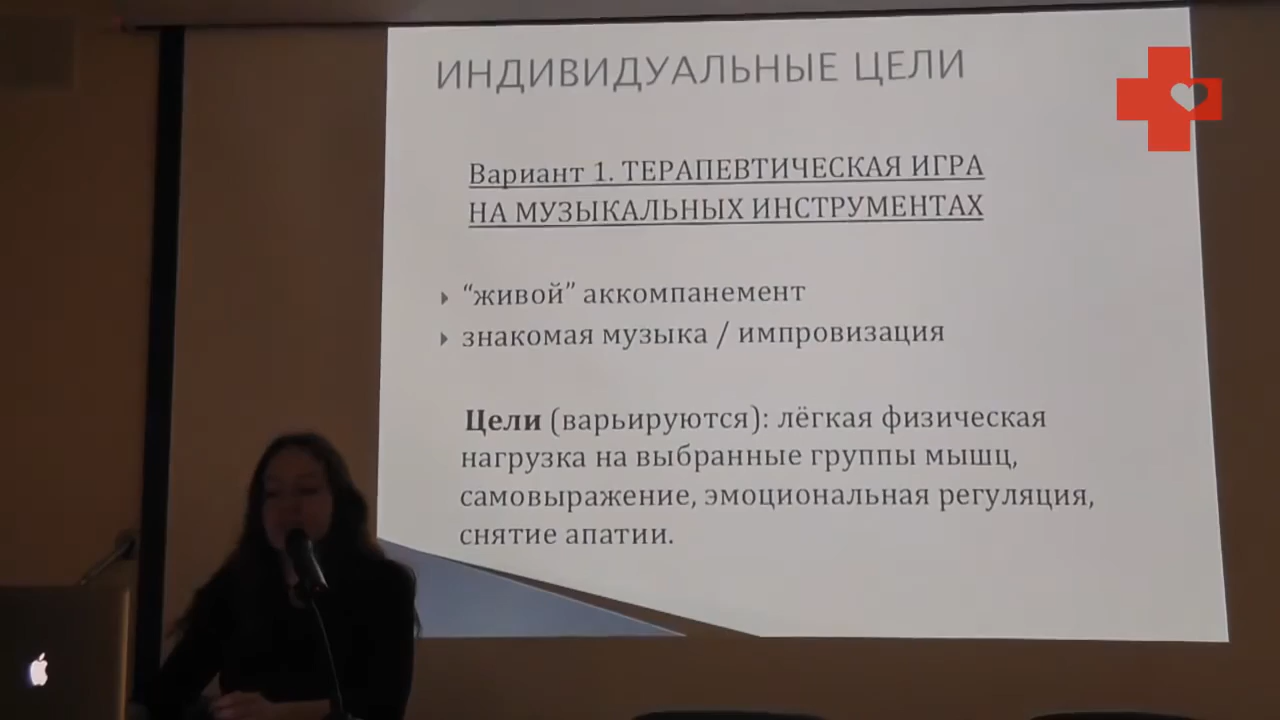 ИНДИВИДУАЛЬНЫЕ ЦЕЛИ
Вариант 1. ТЕРАПЕВТИЧЕСКАЯ ИГРА
НА МУЗЫКАЛЬНЫХ ИНСТРУМЕНТАХ
“живой” аккомпанемент
знакомая музыка / импровизация
Цели (варьируются): лёгкая физическая
нагрузка на выбранные группы мышц,
самовыражение, эмоциональная регуляция,
снятие апатии.